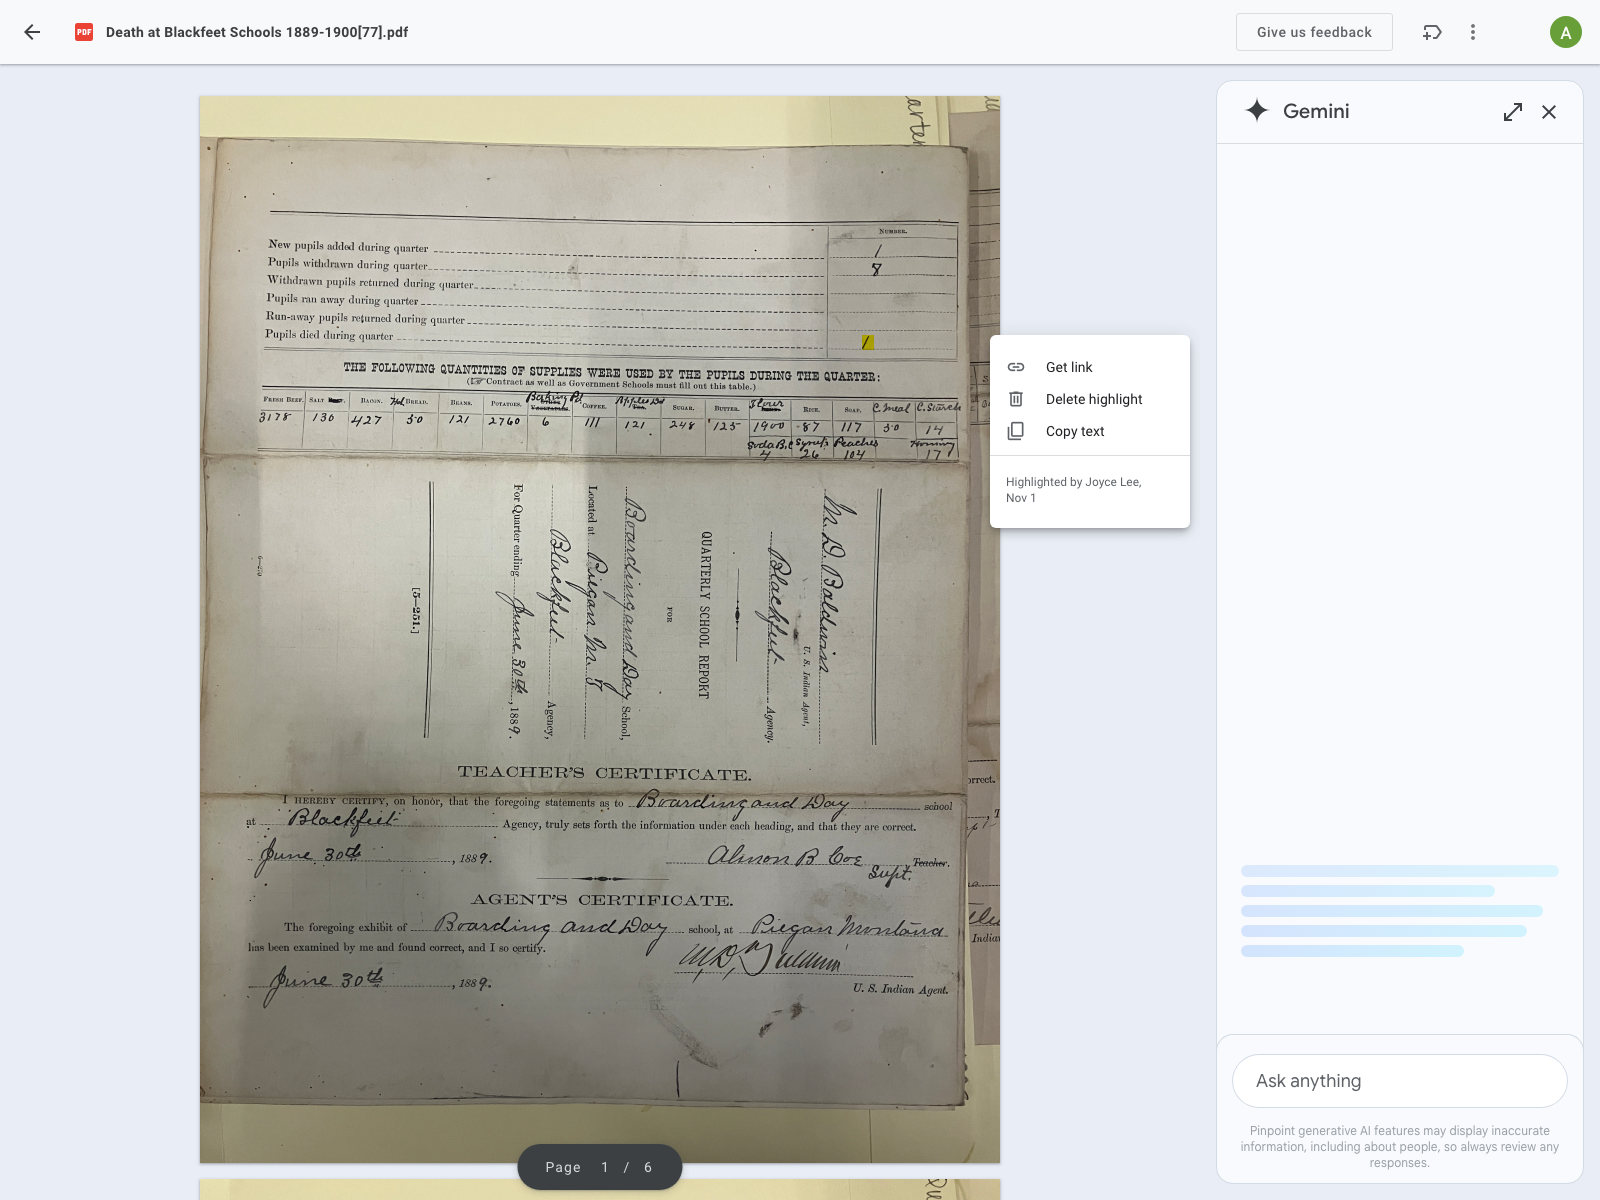 PDF Death at Blackfeet Schools 1889-1900[77].pdf
Give us feedback
A
Gemini
arter
NUMBER.
New pupils added during quarter 1
Pupils withdrawn during quarter 8
Withdrawn pupils returned during quarter
Pupils ran away during quarter
Run-away pupils returned during quarter
Pupils died during quarter /
THE FOLLOWING QUANTITIES OF SUPPLIES WERE USED BY THE PUPILS DURING THE QUARTER:
(☞ Contract as well as Government Schools must fill out this table.)
FRESH BEEF. SALT BACON. Hd BREAD. BEANS. POTATOES. Baking Pd. COFFEE. Apples Dd SUGAR. BUTTER. Flour RICE. SOAP. C. Meal C. Starch
3178 130 427 50 121 2760 6 111 121 248 125 1900 87 117 50 14
Soda B.C Syrup Peaches Hominy
4 26 104 17
M. D. Baldwin
U. S. Indian Agent,
Blackfeet Agency.
QUARTERLY SCHOOL REPORT
FOR
Boarding and Day School,
Located at Piegan M. T
Blackfeet Agency,
For Quarter ending June 30th, 1889.
[5—251.]
TEACHER'S CERTIFICATE.
I HEREBY CERTIFY, on honor, that the foregoing statements as to Boarding and Day school
at Blackfeet Agency, truly sets forth the information under each heading, and that they are correct.
June 30th, 1889. Almon B Coe Teacher.
Supt.
AGENT'S CERTIFICATE.
The foregoing exhibit of Boarding and Day school, at Piegan Montana
has been examined by me and found correct, and I so certify.
June 30th, 1889.
U. S. Indian Agent.
orrect.
India
Get link
Delete highlight
Copy text
Highlighted by Joyce Lee,
Nov 1
Page 1 / 6
Ask anything
Pinpoint generative AI features may display inaccurate
information, including about people, so always review any
responses.